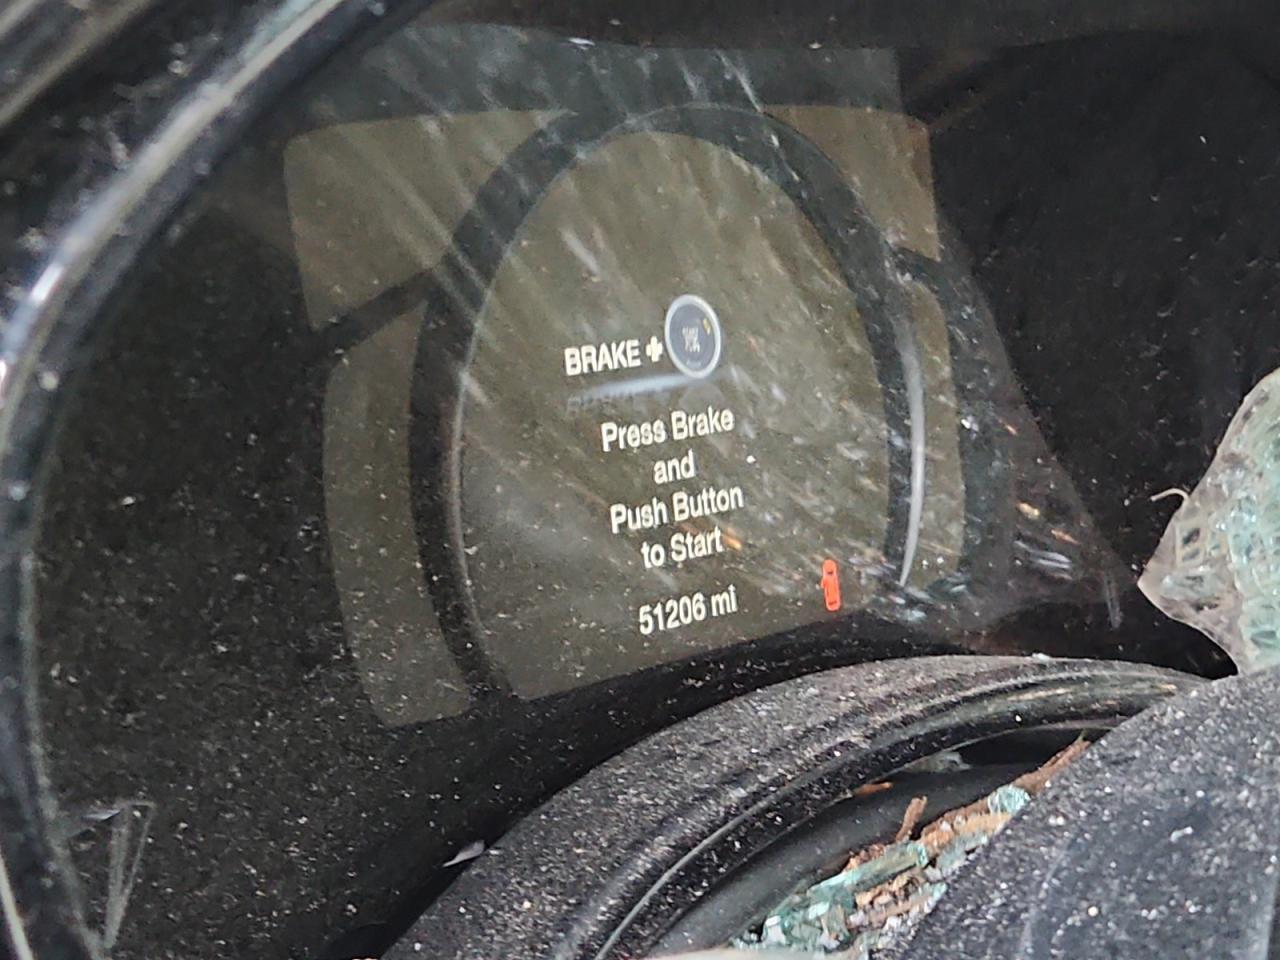 BRAKE +
Press Brake
and
Push Button
to Start
51206 mi